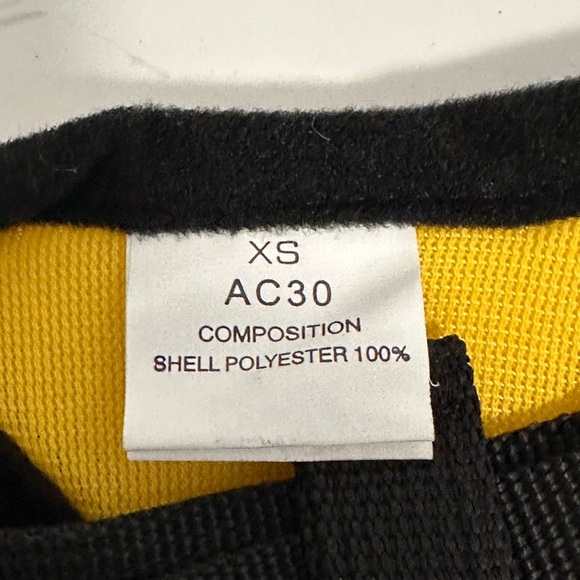 XS
AC30
COMPOSITION
SHELL POLYESTER 100%